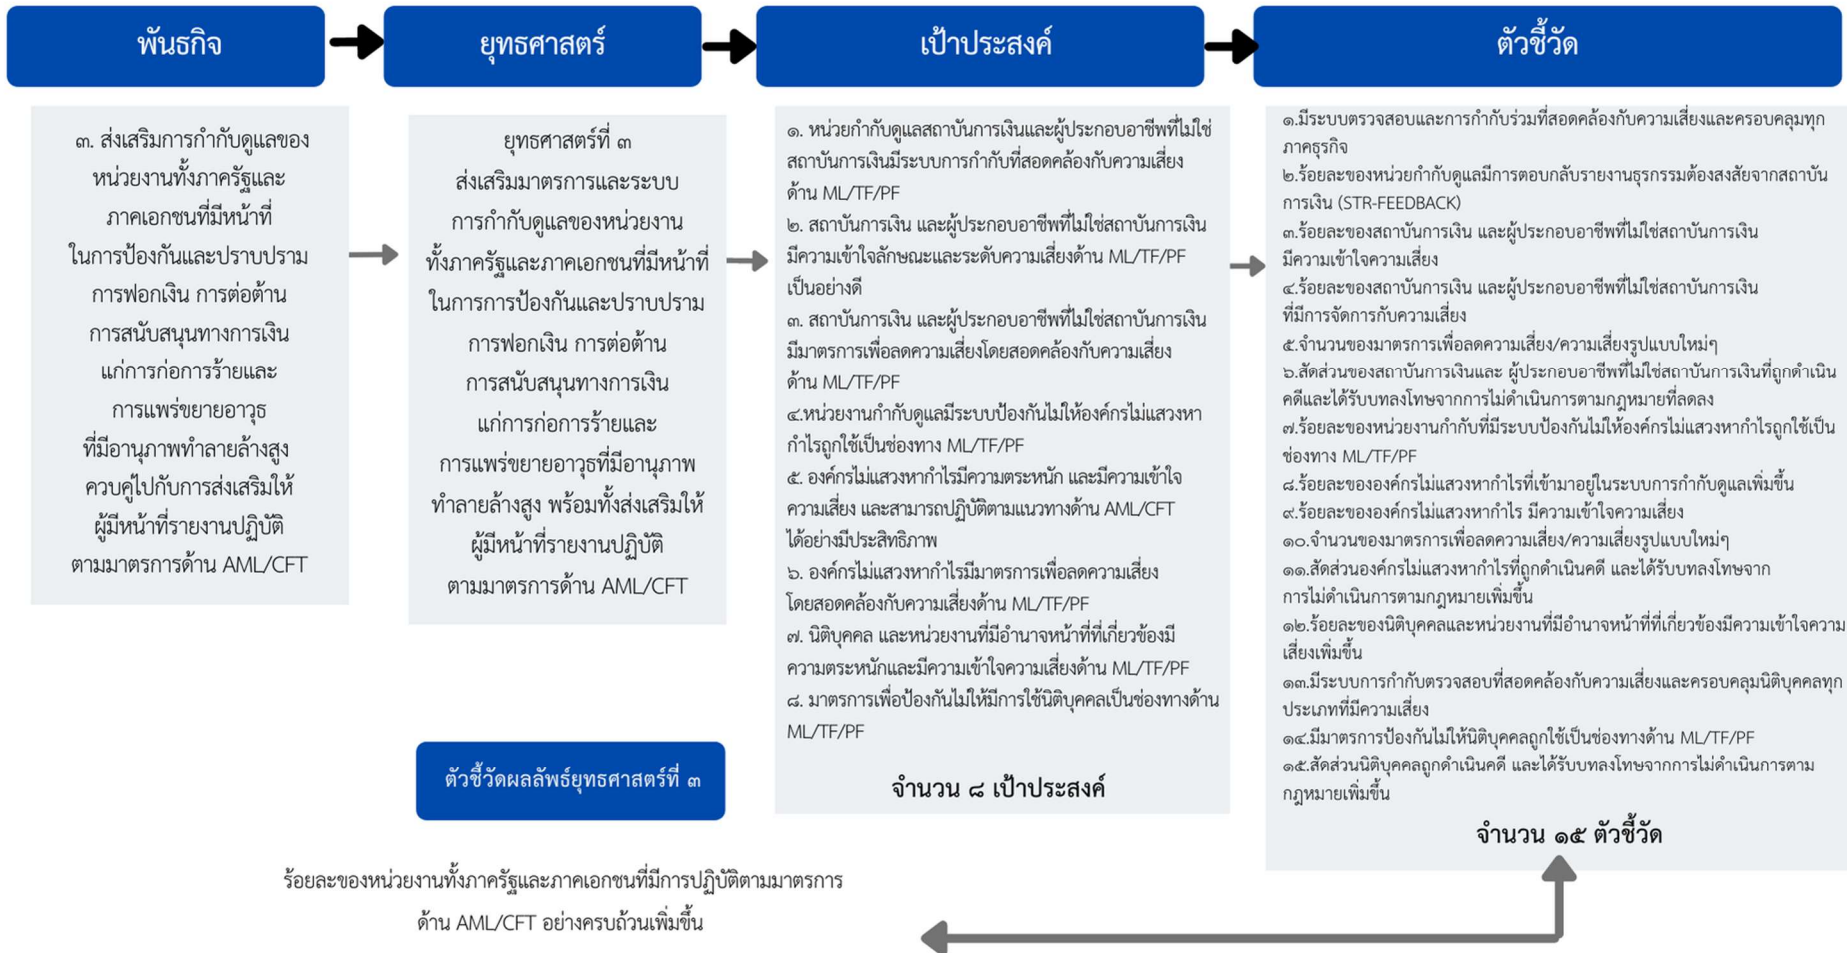 พันธกิจ
ยุทธศาสตร์
เป้าประสงค์
ตัวชี้วัด
๓. ส่งเสริมการกำกับดูแลของ
หน่วยงานทั้งภาครัฐและ
ภาคเอกชนที่มีหน้าที่
ในการป้องกันและปราบปราม
การฟอกเงิน การต่อต้าน
การสนับสนุนทางการเงิน
แก่การก่อการร้ายและ
การแพร่ขยายอาวุธ
ที่มีอานุภาพทำลายล้างสูง
ควบคู่ไปกับการส่งเสริมให้
ผู้มีหน้าที่รายงานปฏิบัติ
ตามมาตรการด้าน AML/CFT
ยุทธศาสตร์ที่ ๓
ส่งเสริมมาตรการและระบบ
การกำกับดูแลของหน่วยงาน
ทั้งภาครัฐและภาคเอกชนที่มีหน้าที่
ในการการป้องกันและปราบปราม
การฟอกเงิน การต่อต้าน
การสนับสนุนทางการเงิน
แก่การก่อการร้ายและ
การแพร่ขยายอาวุธที่มีอานุภาพ
ทำลายล้างสูง พร้อมทั้งส่งเสริมให้
ผู้มีหน้าที่รายงานปฏิบัติ
ตามมาตรการด้าน AML/CFT
๑. หน่วยกำกับดูแลสถาบันการเงินและผู้ประกอบอาชีพที่ไม่ใช่
สถาบันการเงินมีระบบการกำกับที่สอดคล้องกับความเสี่ยง
ด้าน ML/TF/PF
๒. สถาบันการเงิน และผู้ประกอบอาชีพที่ไม่ใช่สถาบันการเงิน
มีความเข้าใจลักษณะและระดับความเสี่ยงด้าน ML/TF/PF
เป็นอย่างดี
๓. สถาบันการเงิน และผู้ประกอบอาชีพที่ไม่ใช่สถาบันการเงิน
มีมาตรการเพื่อลดความเสี่ยงโดยสอดคล้องกับความเสี่ยง
ด้าน ML/TF/PF
๔.หน่วยงานกำกับดูแลมีระบบป้องกันไม่ให้องค์กรไม่แสวงหา
กำไรถูกใช้เป็นช่องทาง ML/TF/PF
๕. องค์กรไม่แสวงหากำไรมีความตระหนัก และมีความเข้าใจ
ความเสี่ยง และสามารถปฏิบัติตามแนวทางด้าน AML/CFT
ได้อย่างมีประสิทธิภาพ
๖. องค์กรไม่แสวงหากำไรมีมาตรการเพื่อลดความเสี่ยง
โดยสอดคล้องกับความเสี่ยงด้าน ML/TF/PF
๗. นิติบุคคล และหน่วยงานที่มีอำนาจหน้าที่ที่เกี่ยวข้องมี
ความตระหนักและมีความเข้าใจความเสี่ยงด้าน ML/TF/PF
๘. มาตรการเพื่อป้องกันไม่ให้มีการใช้นิติบุคคลเป็นช่องทางด้าน
ML/TF/PF
จำนวน ๘ เป้าประสงค์
๑.มีระบบตรวจสอบและการกำกับร่วมที่สอดคล้องกับความเสี่ยงและครอบคลุมทุก
ภาคธุรกิจ
๒.ร้อยละของหน่วยกำกับดูแลมีการตอบกลับรายงานธุรกรรมต้องสงสัยจากสถาบัน
การเงิน (STR-FEEDBACK)
๓.ร้อยละของสถาบันการเงิน และผู้ประกอบอาชีพที่ไม่ใช่สถาบันการเงิน
มีความเข้าใจความเสี่ยง
๔.ร้อยละของสถาบันการเงิน และผู้ประกอบอาชีพที่ไม่ใช่สถาบันการเงิน
ที่มีการจัดการกับความเสี่ยง
๕.จำนวนของมาตรการเพื่อลดความเสี่ยง/ความเสี่ยงรูปแบบใหม่ๆ
๖.สัดส่วนของสถาบันการเงินและ ผู้ประกอบอาชีพที่ไม่ใช่สถาบันการเงินที่ถูกดำเนิน
คดีและได้รับบทลงโทษจากการไม่ดำเนินการตามกฎหมายที่ลดลง
๗.ร้อยละของหน่วยงานกำกับที่มีระบบป้องกันไม่ให้องค์กรไม่แสวงหากำไรถูกใช้เป็น
ช่องทาง ML/TF/PF
๘.ร้อยละขององค์กรไม่แสวงหากำไรที่เข้ามาอยู่ในระบบการกำกับดูแลเพิ่มขึ้น
๙.ร้อยละขององค์กรไม่แสวงหากำไร มีความเข้าใจความเสี่ยง
๑๐.จำนวนของมาตรการเพื่อลดความเสี่ยง/ความเสี่ยงรูปแบบใหม่ๆ
๑๑.สัดส่วนองค์กรไม่แสวงหากำไรที่ถูกดำเนินคดี และได้รับบทลงโทษจาก
การไม่ดำเนินการตามกฎหมายเพิ่มขึ้น
๑๒.ร้อยละของนิติบุคคลและหน่วยงานที่มีอำนาจหน้าที่ที่เกี่ยวข้องมีความเข้าใจความ
เสี่ยงเพิ่มขึ้น
๑๓.มีระบบการกำกับตรวจสอบที่สอดคล้องกับความเสี่ยงและครอบคลุมนิติบุคคลทุก
ประเภทที่มีความเสี่ยง
๑๔.มีมาตรการป้องกันไม่ให้นิติบุคคลถูกใช้เป็นช่องทางด้าน ML/TF/PF
๑๕.สัดส่วนนิติบุคคลถูกดำเนินคดี และได้รับบทลงโทษจากการไม่ดำเนินการตาม
กฎหมายเพิ่มขึ้น
จำนวน ๑๕ ตัวชี้วัด
ตัวชี้วัดผลลัพธ์ยุทธศาสตร์ที่ ๓
ร้อยละของหน่วยงานทั้งภาครัฐและภาคเอกชนที่มีการปฏิบัติตามมาตรการ
ด้าน AML/CFT อย่างครบถ้วนเพิ่มขึ้น